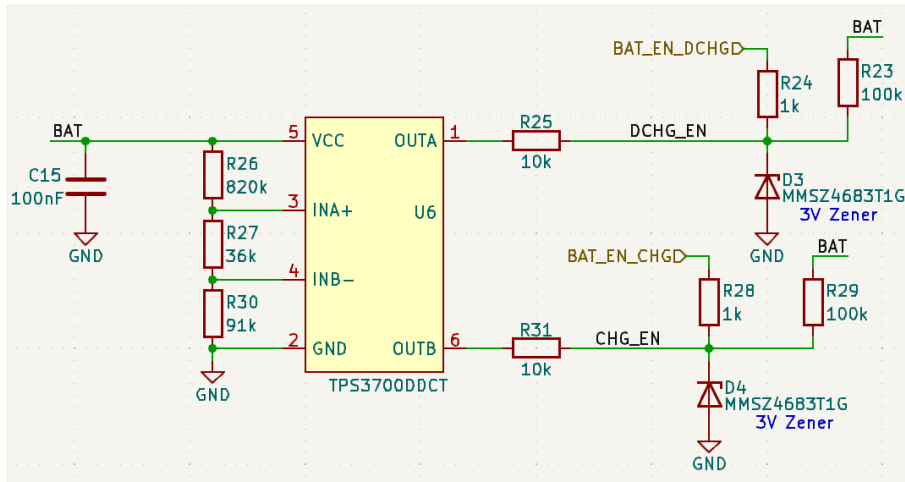 BAT
BAT_EN_DCHG
R24
1k
R23
100k
BAT
C15
100nF
R26
820k
R27
36k
R30
91k
GND
GND
5
3
4
2
VCC
INA+
INB-
GND
OUTA
U6
OUTB
1
6
TPS3700DDCT
R25
10k
DCHG_EN
D3
MMSZ4683T1G
3V Zener
GND
BAT_EN_CHG
R28
1k
BAT
R29
100k
R31
10k
CHG_EN
D4
MMSZ4683T1G
3V Zener
GND